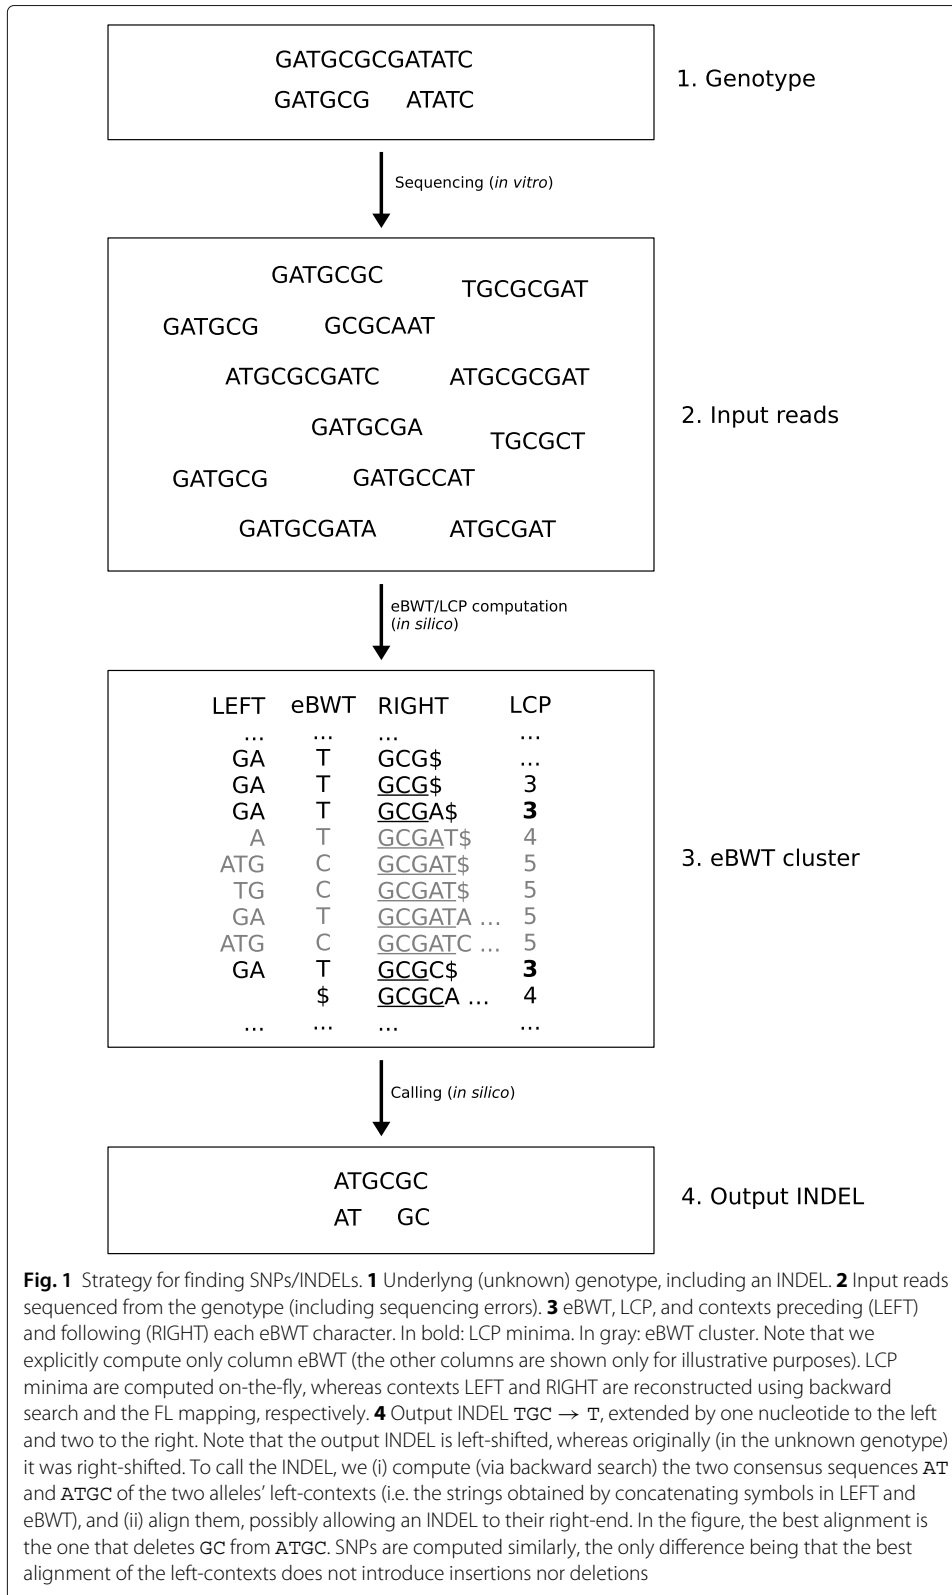 GATGCGCGATATC
GATGCG ATATC
1. Genotype
Sequencing (in vitro)
GATGCGC
TGCGCGAT
GATGCG GCGCAAT
ATGCGCGATC ATGCGCGAT
GATGCGA
TGCGCT
2. Input reads
GATGCG GATGCCAT
GATGCGATA ATGCGAT
eBWT/LCP computation
(in silico)
LEFT eBWT RIGHT LCP
... ... ... ...
GA T GCG$ ...
GA T GCG$ 3
GA T GCGA$ 3
A T GCGAT$ 4
ATG C GCGAT$ 5
TG C GCGAT$ 5
GA T GCGATA ... 5
ATG C GCGATC ... 5
GA T GCGC$ 3
$ GCGCA ... 4
... ... ... ...
3. eBWT cluster
Calling (in silico)
ATGCGC
AT GC
4. Output INDEL
Fig. 1 Strategy for finding SNPs/INDELs. 1 Underlyng (unknown) genotype, including an INDEL. 2 Input reads
sequenced from the genotype (including sequencing errors). 3 eBWT, LCP, and contexts preceding (LEFT)
and following (RIGHT) each eBWT character. In bold: LCP minima. In gray: eBWT cluster. Note that we
explicitly compute only column eBWT (the other columns are shown only for illustrative purposes). LCP
minima are computed on-the-fly, whereas contexts LEFT and RIGHT are reconstructed using backward
search and the FL mapping, respectively. 4 Output INDEL TGC → T, extended by one nucleotide to the left
and two to the right. Note that the output INDEL is left-shifted, whereas originally (in the unknown genotype)
it was right-shifted. To call the INDEL, we (i) compute (via backward search) the two consensus sequences AT
and ATGC of the two alleles' left-contexts (i.e. the strings obtained by concatenating symbols in LEFT and
eBWT), and (ii) align them, possibly allowing an INDEL to their right-end. In the figure, the best alignment is
the one that deletes GC from ATGC. SNPs are computed similarly, the only difference being that the best
alignment of the left-contexts does not introduce insertions nor deletions